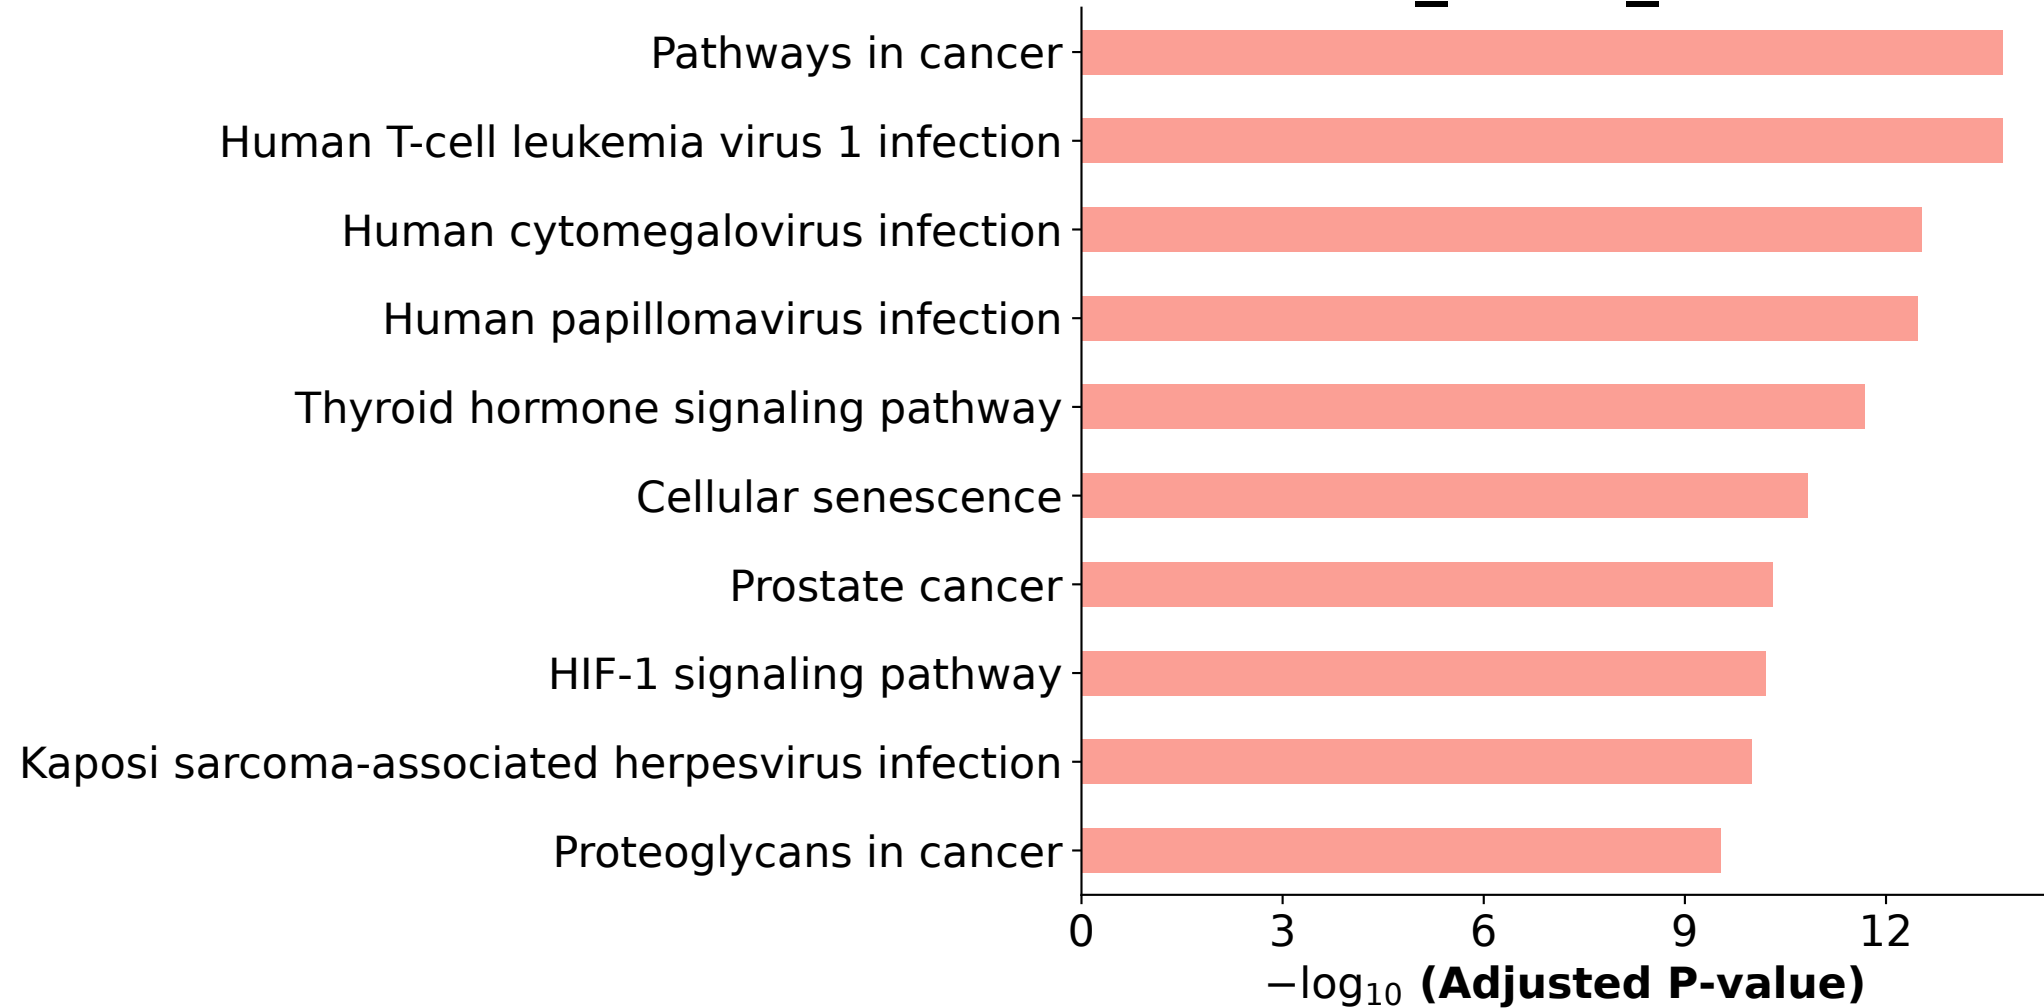 Pathways in cancer
Human T-cell leukemia virus 1 infection
Human cytomegalovirus infection
Human papillomavirus infection
Thyroid hormone signaling pathway
Cellular senescence
Prostate cancer
HIF-1 signaling pathway
Kaposi sarcoma-associated herpesvirus infection
Proteoglycans in cancer
0 3 6 9 12
−log₁₀ (Adjusted P-value)